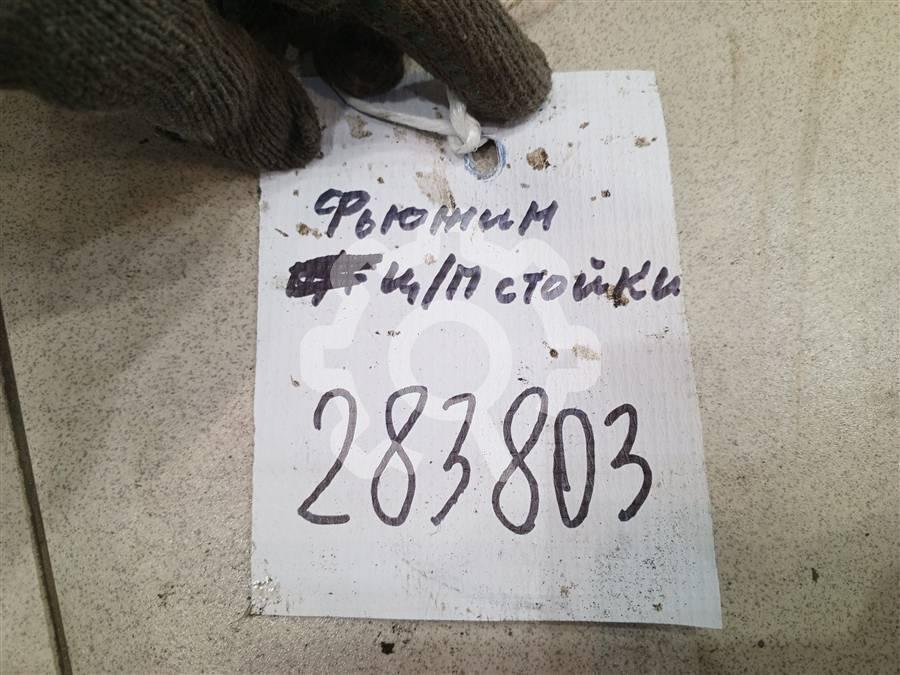 Фьюжин
ц/п стойки
283803